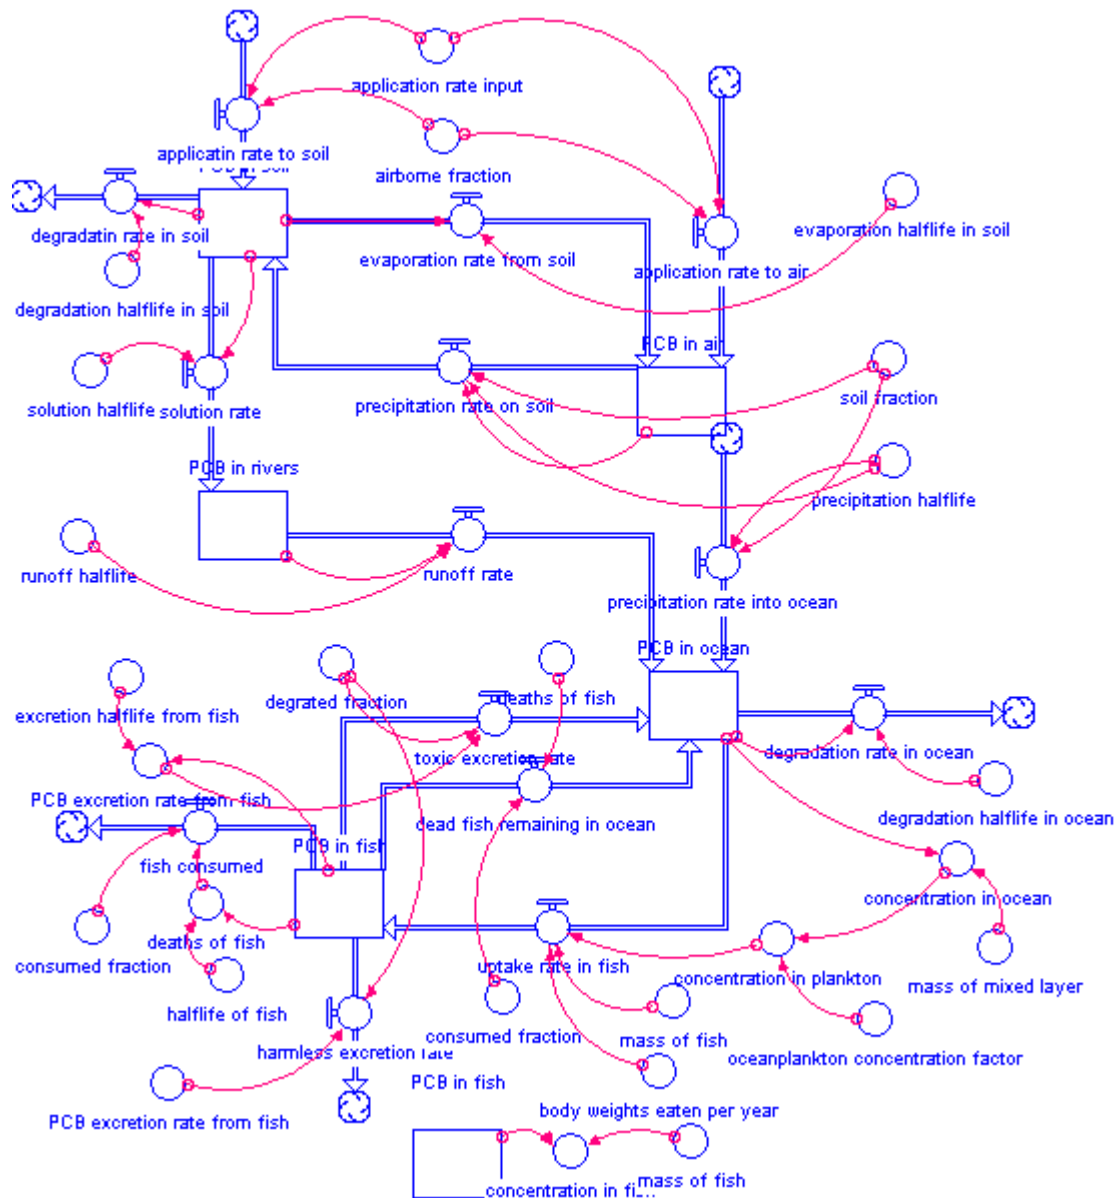 application rate input
applicatin rate to soil
PCB in soil
airborne fraction
evaporation halflife in soil
degradatin rate in soil
evaporation rate from soil
application rate to air
degradation halflife in soil
PCB in air
solution halflife
solution rate
precipitation rate on soil
soil fraction
PCB in rivers
precipitation halflife
runoff halflife
runoff rate
precipitation rate into ocean
PCB in ocean
excretion halflife from fish
degrated fraction
deaths of fish
toxic excretion rate
degradation rate in ocean
PCB excretion rate from fish
dead fish remaining in ocean
degradation halflife in ocean
PCB in fish
fish consumed
concentration in ocean
deaths of fish
consumed fraction
uptake rate in fish
concentration in plankton
mass of mixed layer
halflife of fish
harmless excretion rate
consumed fraction
mass of fish
oceanplankton concentration factor
PCB in fish
PCB excretion rate from fish
body weights eaten per year
concentration in fi...
mass of fish